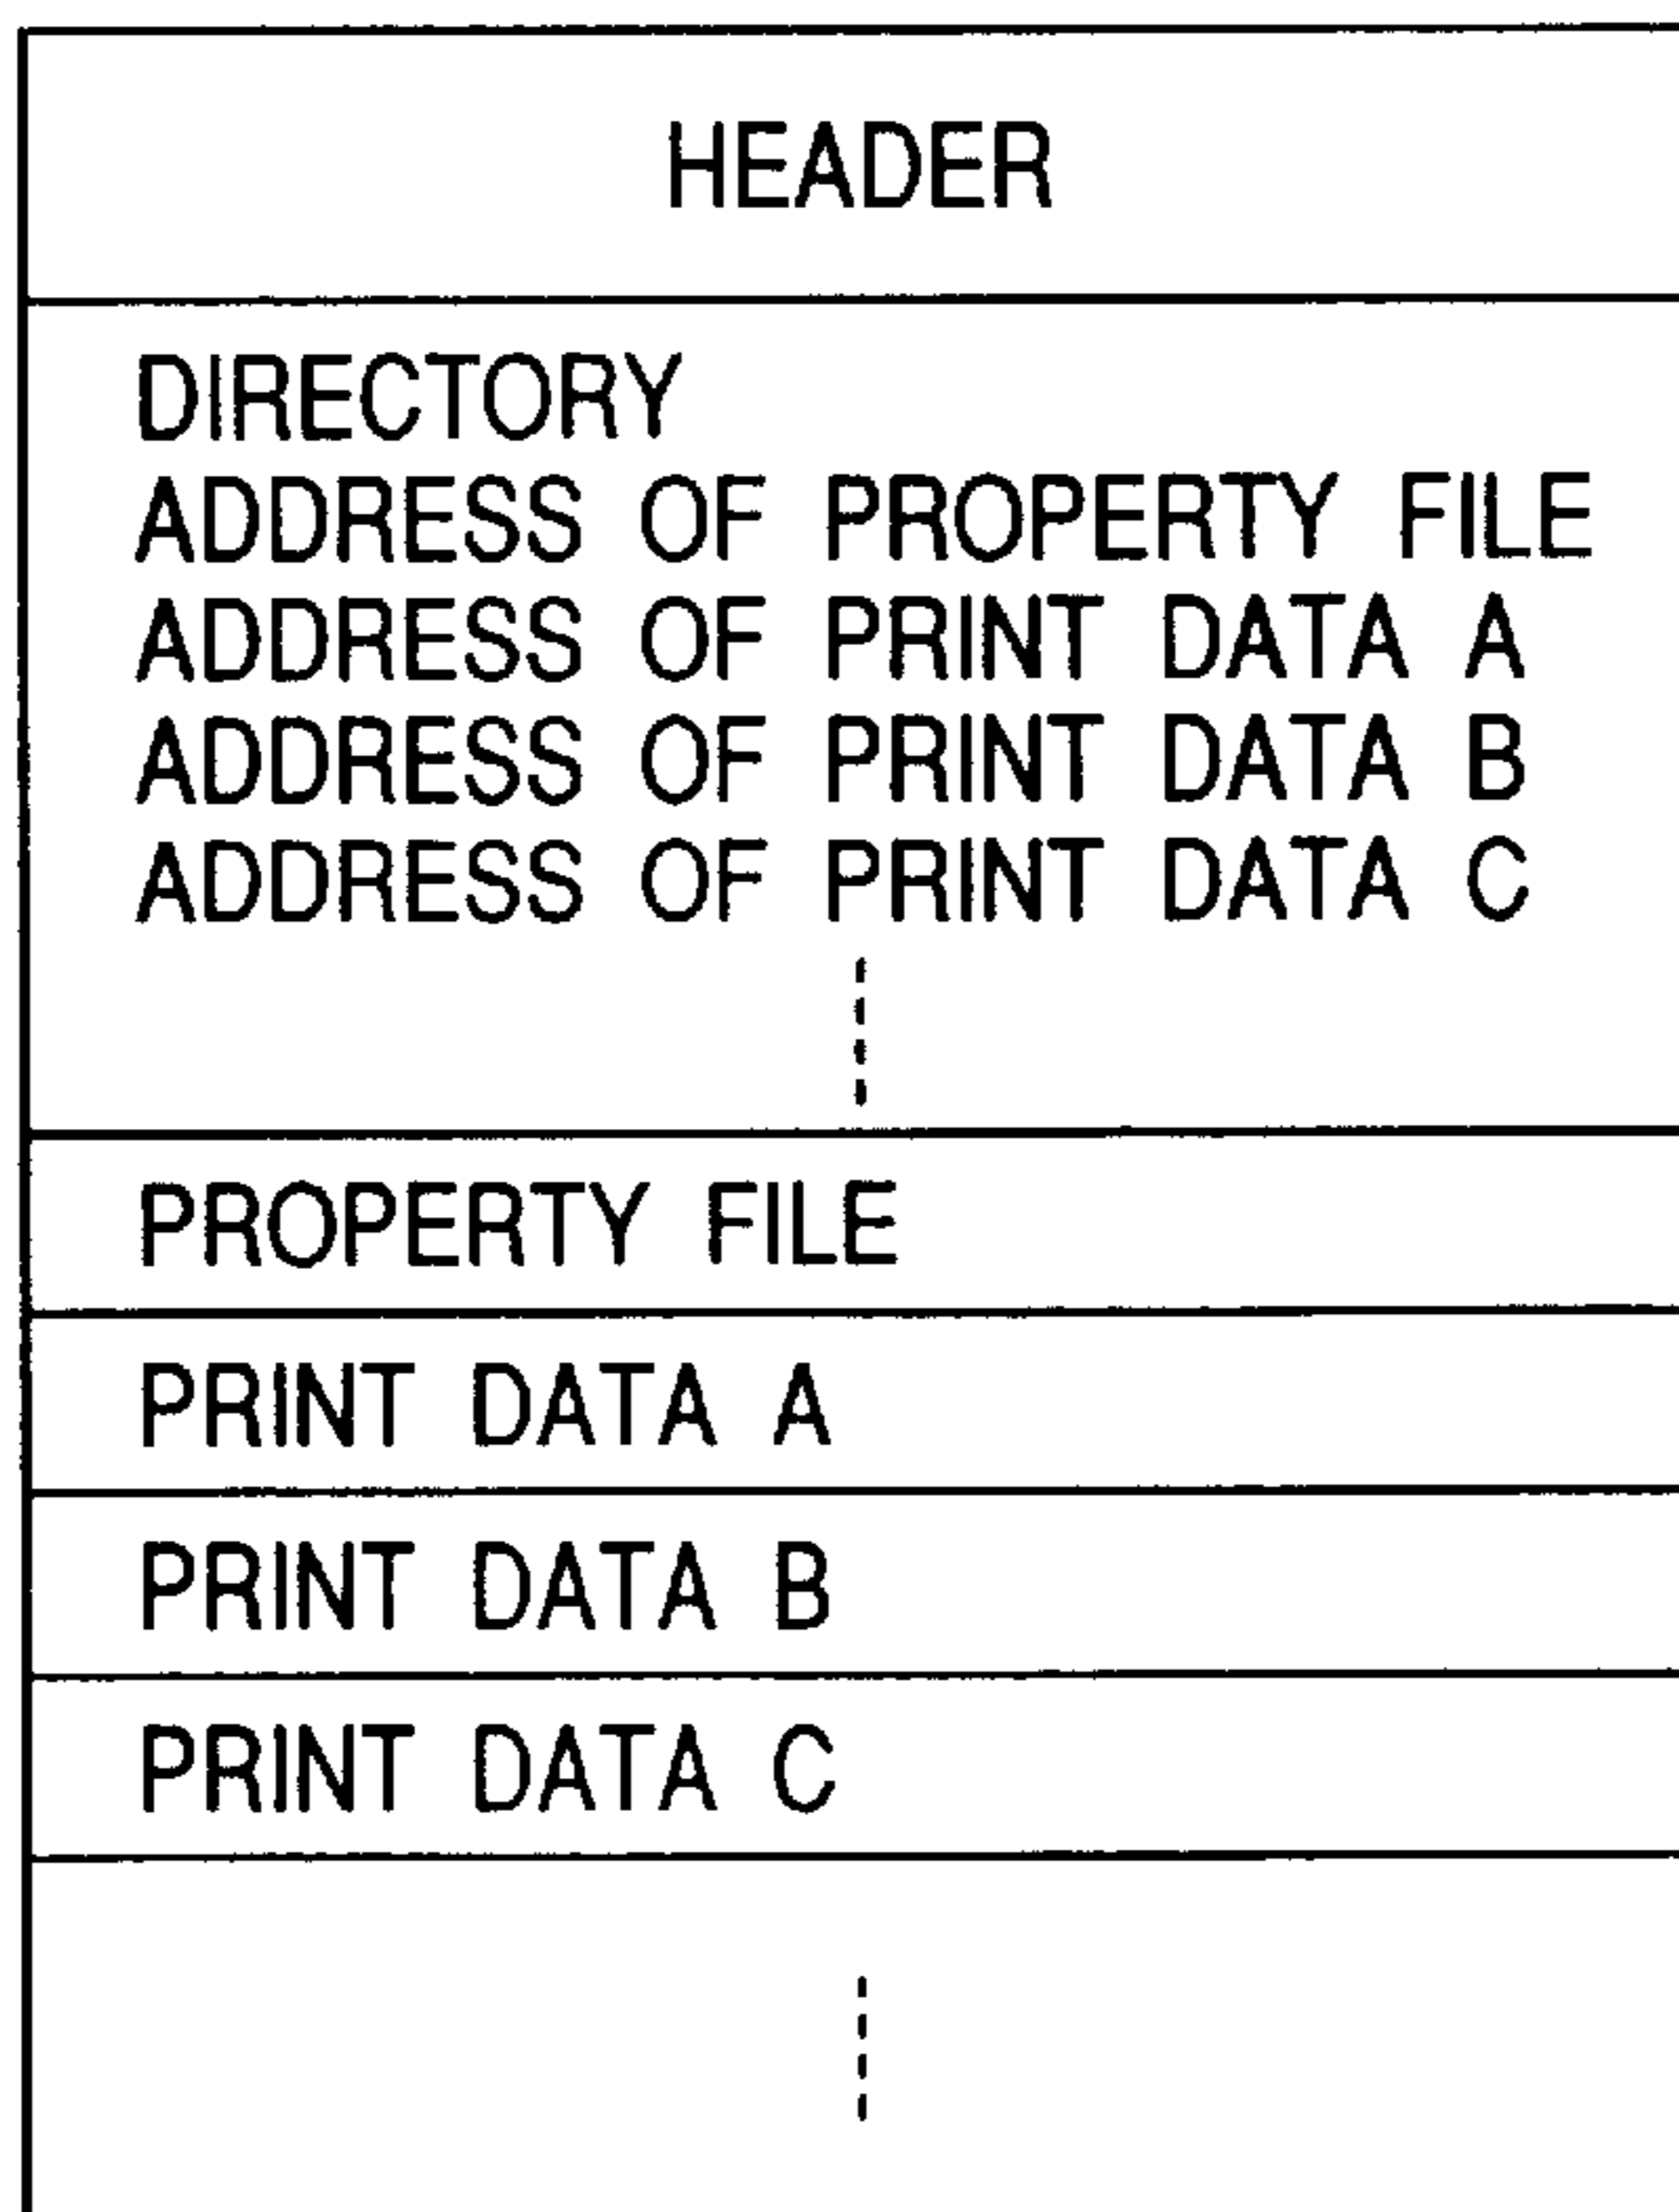 HEADER
DIRECTORY
ADDRESS OF PROPERTY FILE
ADDRESS OF PRINT DATA A
ADDRESS OF PRINT DATA B
ADDRESS OF PRINT DATA C
PROPERTY FILE
PRINT DATA A
PRINT DATA B
PRINT DATA C